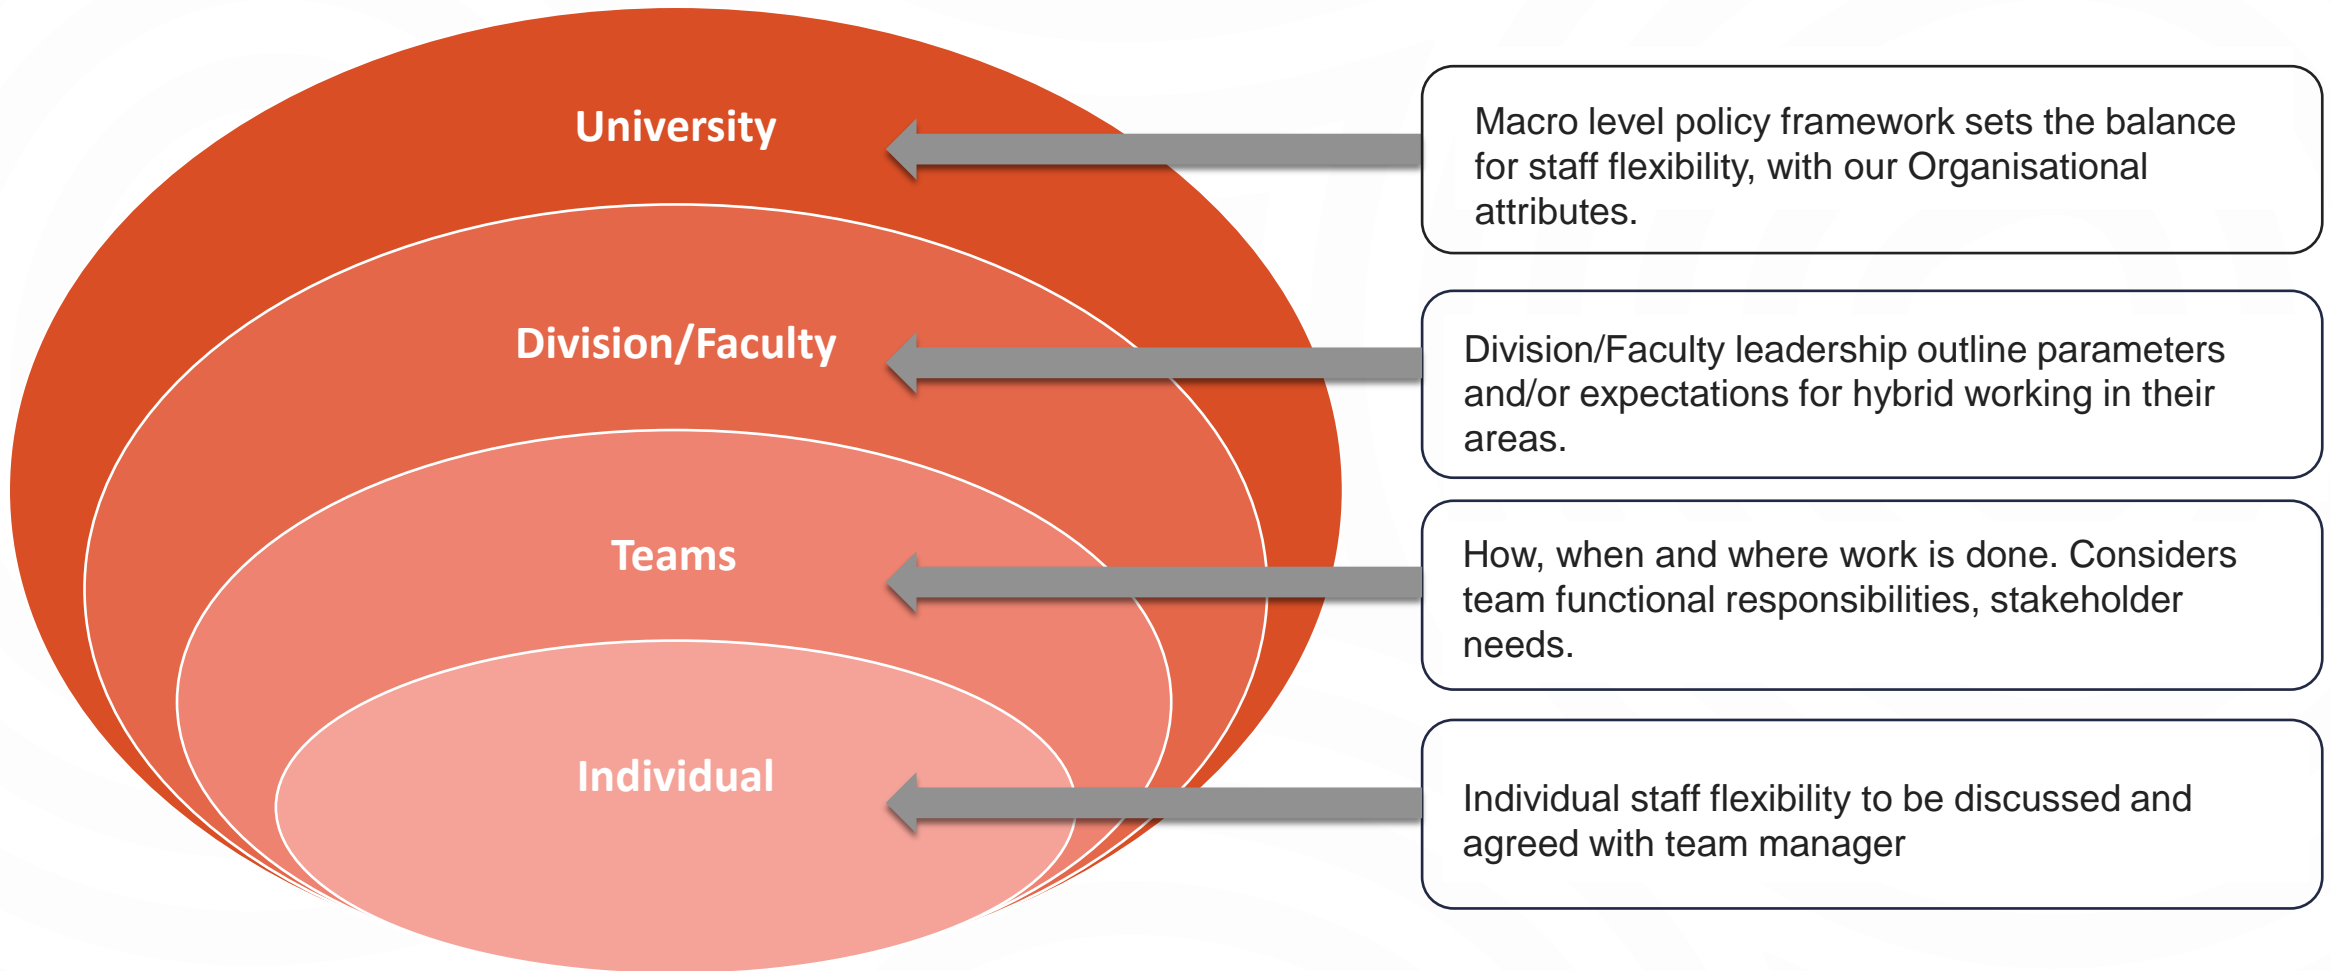 University
Macro level policy framework sets the balance
for staff flexibility, with our Organisational
attributes.
Division/Faculty
Division/Faculty leadership outline parameters
and/or expectations for hybrid working in their
areas.
Teams
How, when and where work is done. Considers
team functional responsibilities, stakeholder
needs.
Individual
Individual staff flexibility to be discussed and
agreed with team manager